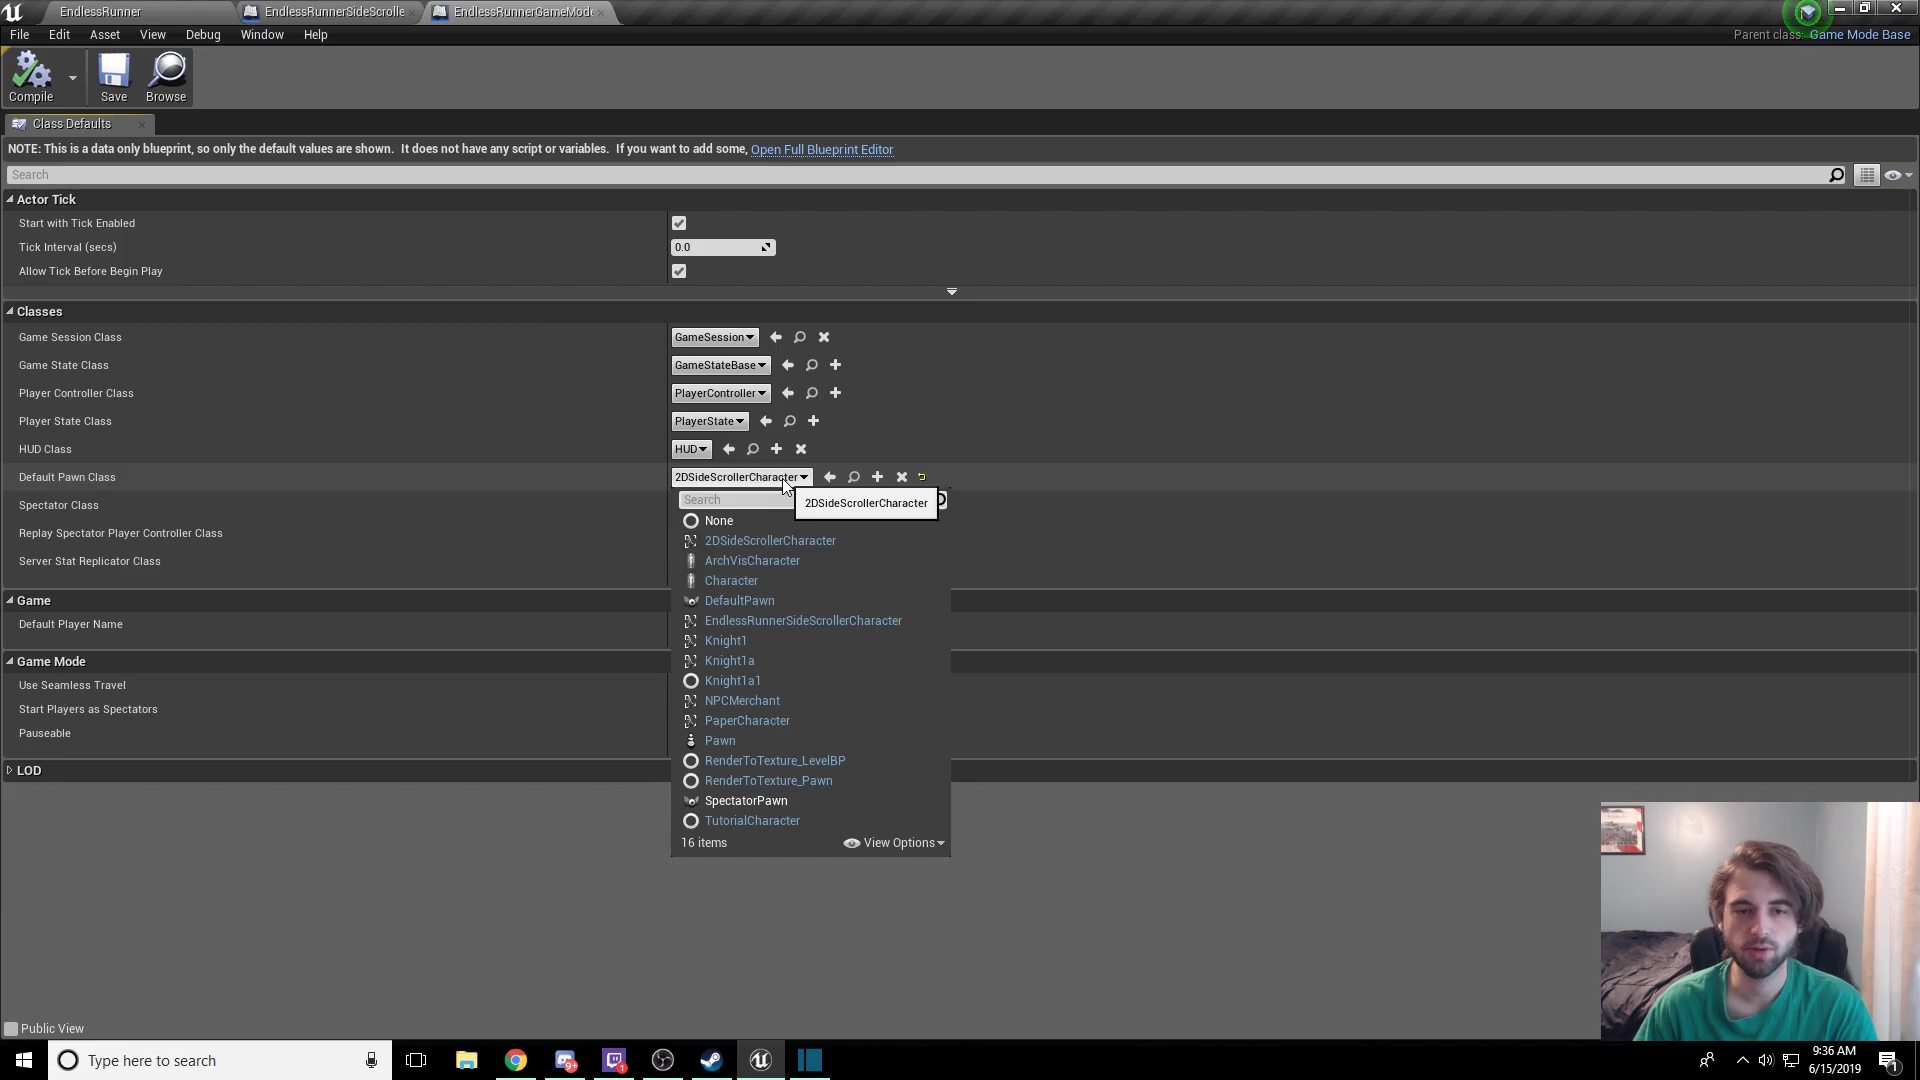 EndlessRunner
EndlessRunnerSideScrolle
EndlessRunnerGameMod
File Edit Asset View Debug Window Help
Parent class: Game Mode Base
Compile Save Browse
Class Defaults
NOTE: This is a data only blueprint, so only the default values are shown. It does not have any script or variables. If you want to add some, Open Full Blueprint Editor
Search
Actor Tick
Start with Tick Enabled
Tick Interval (secs) 0.0
Allow Tick Before Begin Play
Classes
Game Session Class GameSession
Game State Class GameStateBase
Player Controller Class PlayerController
Player State Class PlayerState
HUD Class HUD
Default Pawn Class 2DSideScrollerCharacter
Search
2DSideScrollerCharacter
Spectator Class
Replay Spectator Player Controller Class
Server Stat Replicator Class
None
2DSideScrollerCharacter
ArchVisCharacter
Character
DefaultPawn
EndlessRunnerSideScrollerCharacter
Knight1
Knight1a
Knight1a1
NPCMerchant
PaperCharacter
Pawn
RenderToTexture_LevelBP
RenderToTexture_Pawn
SpectatorPawn
TutorialCharacter
16 items View Options
Game
Default Player Name
Game Mode
Use Seamless Travel
Start Players as Spectators
Pauseable
LOD
Public View
Type here to search
9+
1
9:36 AM
6/15/2019
1